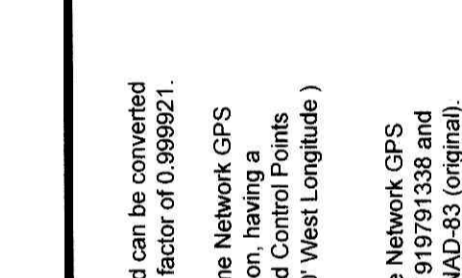 d can be converted
factor of 0.999921.
ne Network GPS
on, having a
d Control Points
' West Longitude )
e Network GPS
919791338 and
NAD-83 (original).